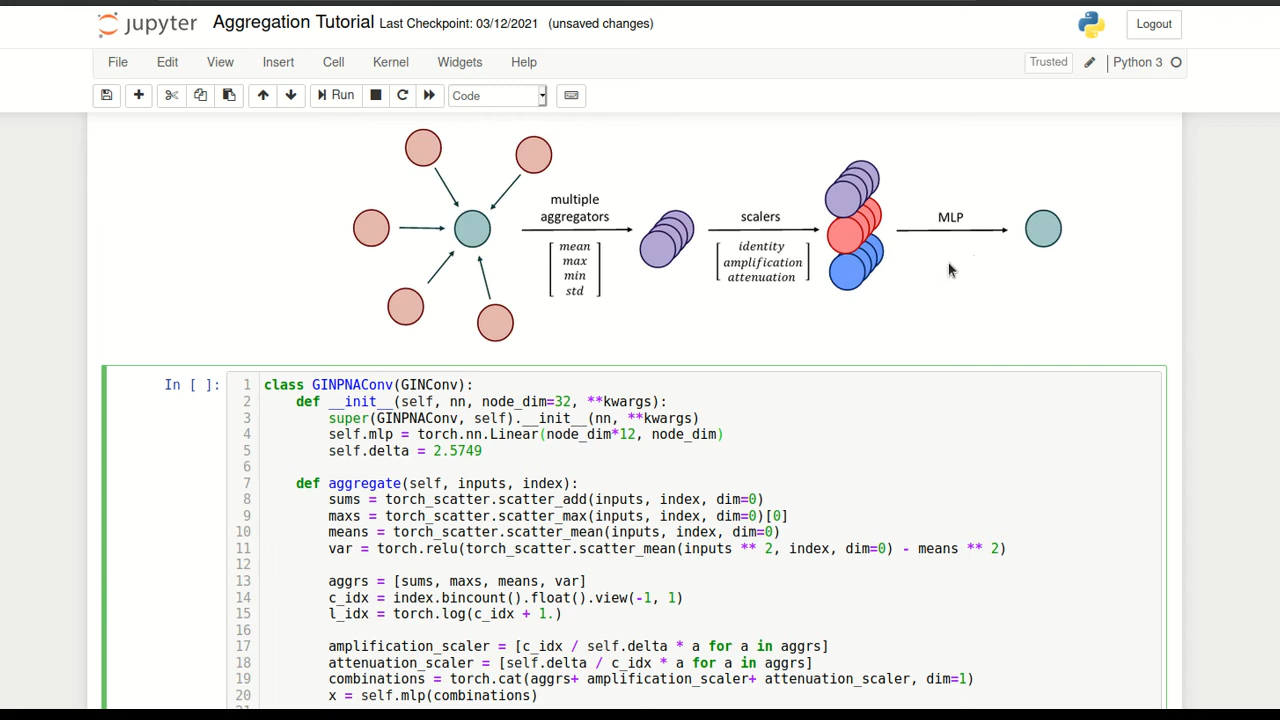 jupyter Aggregation Tutorial Last Checkpoint: 03/12/2021 (unsaved changes) Logout
File Edit View Insert Cell Kernel Widgets Help Trusted Python 3
Run Code
multiple
aggregators
mean
max
min
std
scalers
identity
amplification
attenuation
MLP
In [ ]:
1 class GINPNAConv(GINConv):
2     def __init__(self, nn, node_dim=32, **kwargs):
3         super(GINPNAConv, self).__init__(nn, **kwargs)
4         self.mlp = torch.nn.Linear(node_dim*12, node_dim)
5         self.delta = 2.5749
6
7     def aggregate(self, inputs, index):
8         sums = torch_scatter.scatter_add(inputs, index, dim=0)
9         maxs = torch_scatter.scatter_max(inputs, index, dim=0)[0]
10         means = torch_scatter.scatter_mean(inputs, index, dim=0)
11         var = torch.relu(torch_scatter.scatter_mean(inputs ** 2, index, dim=0) - means ** 2)
12
13         aggrs = [sums, maxs, means, var]
14         c_idx = index.bincount().float().view(-1, 1)
15         l_idx = torch.log(c_idx + 1.)
16
17         amplification_scaler = [c_idx / self.delta * a for a in aggrs]
18         attenuation_scaler = [self.delta / c_idx * a for a in aggrs]
19         combinations = torch.cat(aggrs+ amplification_scaler+ attenuation_scaler, dim=1)
20         x = self.mlp(combinations)